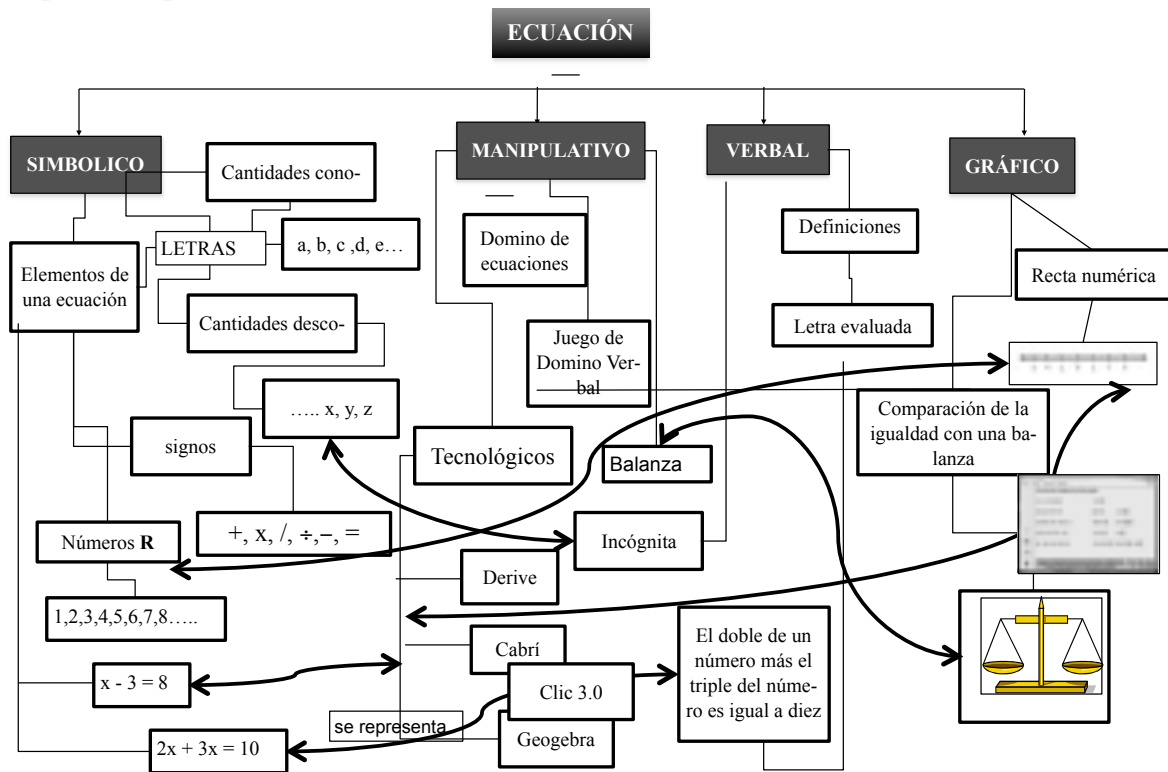 ECUACIÓN
SIMBOLICO
MANIPULATIVO
VERBAL
GRÁFICO
Cantidades cono-
LETRAS
a, b, c ,d, e…
Elementos de
una ecuación
Cantidades desco-
….. x, y, z
signos
+, x, /, ÷,–, =
Números R
1,2,3,4,5,6,7,8…..
x - 3 = 8
2x + 3x = 10
Domino de
ecuaciones
Juego de
Domino Ver-
bal
Tecnológicos
Balanza
Derive
Cabrí
Clic 3.0
Geogebra
se representa
Definiciones
Letra evaluada
Incógnita
El doble de un
número más el
triple del núme-
ro es igual a diez
Recta numérica
Comparación de la
igualdad con una ba-
lanza